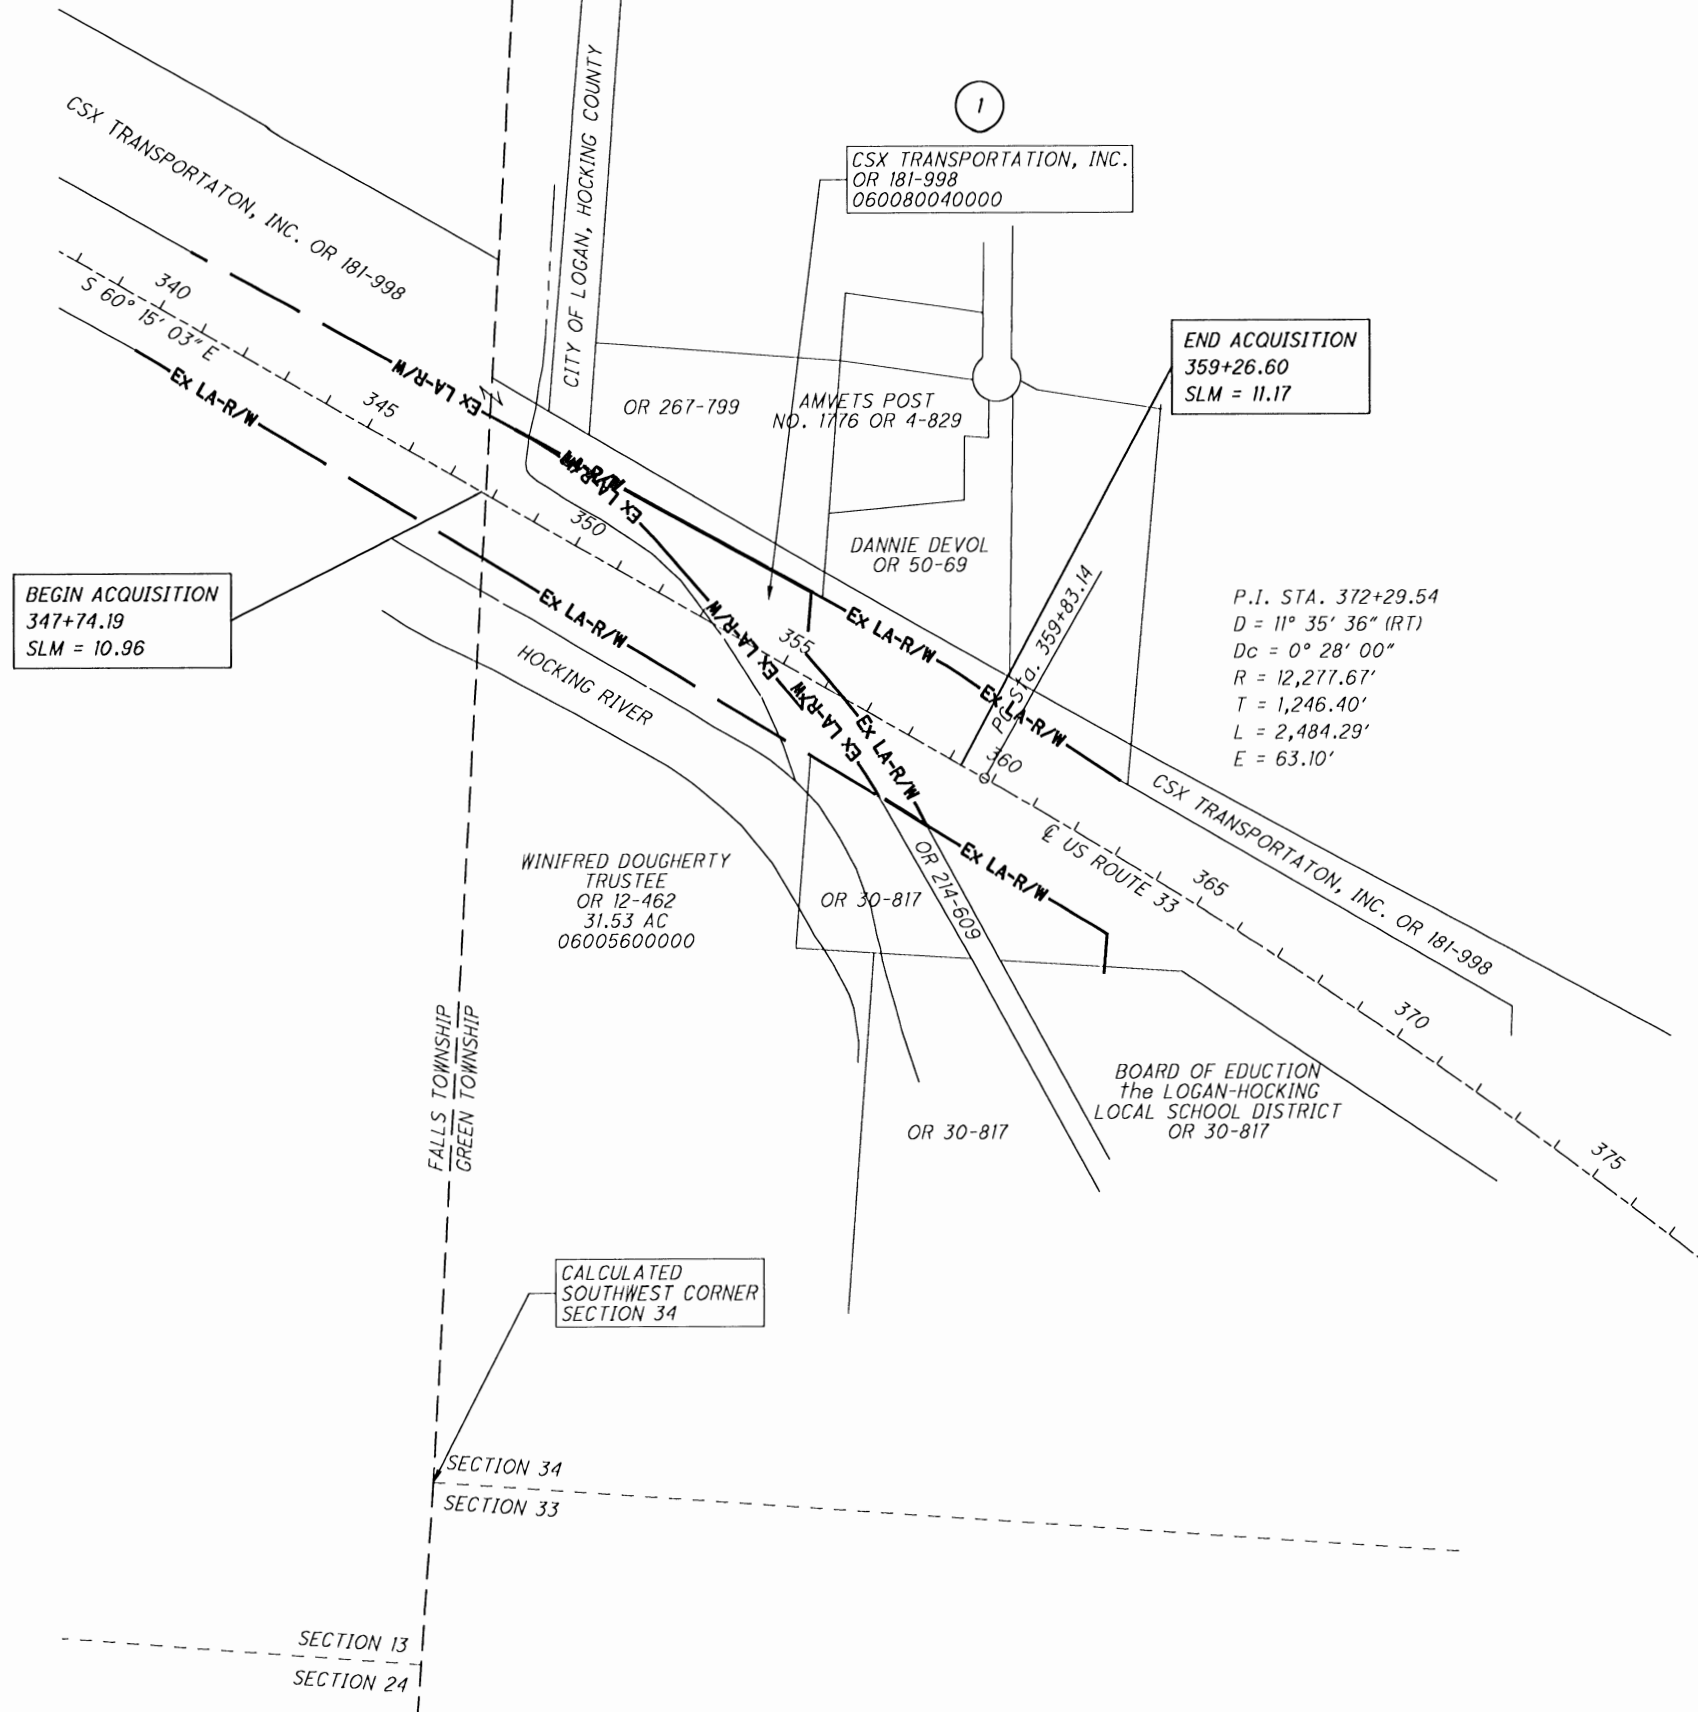 1
CSX TRANSPORTATION, INC.
OR 181-998
060080040000
CSX TRANSPORTATON, INC. OR 181-998
CITY OF LOGAN, HOCKING COUNTY
340
S 60° 15' 03" E
Ex LA-R/W
Ex LA-R/W
345
OR 267-799
AMVETS POST
NO. 1776 OR 4-829
END ACQUISITION
359+26.60
SLM = 11.17
Ex LA-R/W
350
DANNIE DEVOL
OR 50-69
BEGIN ACQUISITION
347+74.19
SLM = 10.96
Ex LA-R/W
Ex LA-R/W
355
Ex LA-R/W
Ex LA-R/W
Ex LA-R/W
Ex LA-R/W
PC Sta. 359+83.14
360
P.I. STA. 372+29.54
D = 11° 35' 36" (RT)
Dc = 0° 28' 00"
R = 12,277.67'
T = 1,246.40'
L = 2,484.29'
E = 63.10'
HOCKING RIVER
CSX TRANSPORTATON, INC. OR 181-998
℄ US ROUTE 33
365
Ex LA-R/W
WINIFRED DOUGHERTY
TRUSTEE
OR 12-462
31.53 AC
06005600000
OR 30-817
OR 214-609
370
FALLS TOWNSHIP
GREEN TOWNSHIP
BOARD OF EDUCTION
the LOGAN-HOCKING
LOCAL SCHOOL DISTRICT
OR 30-817
OR 30-817
375
CALCULATED
SOUTHWEST CORNER
SECTION 34
SECTION 34
SECTION 33
SECTION 13
SECTION 24